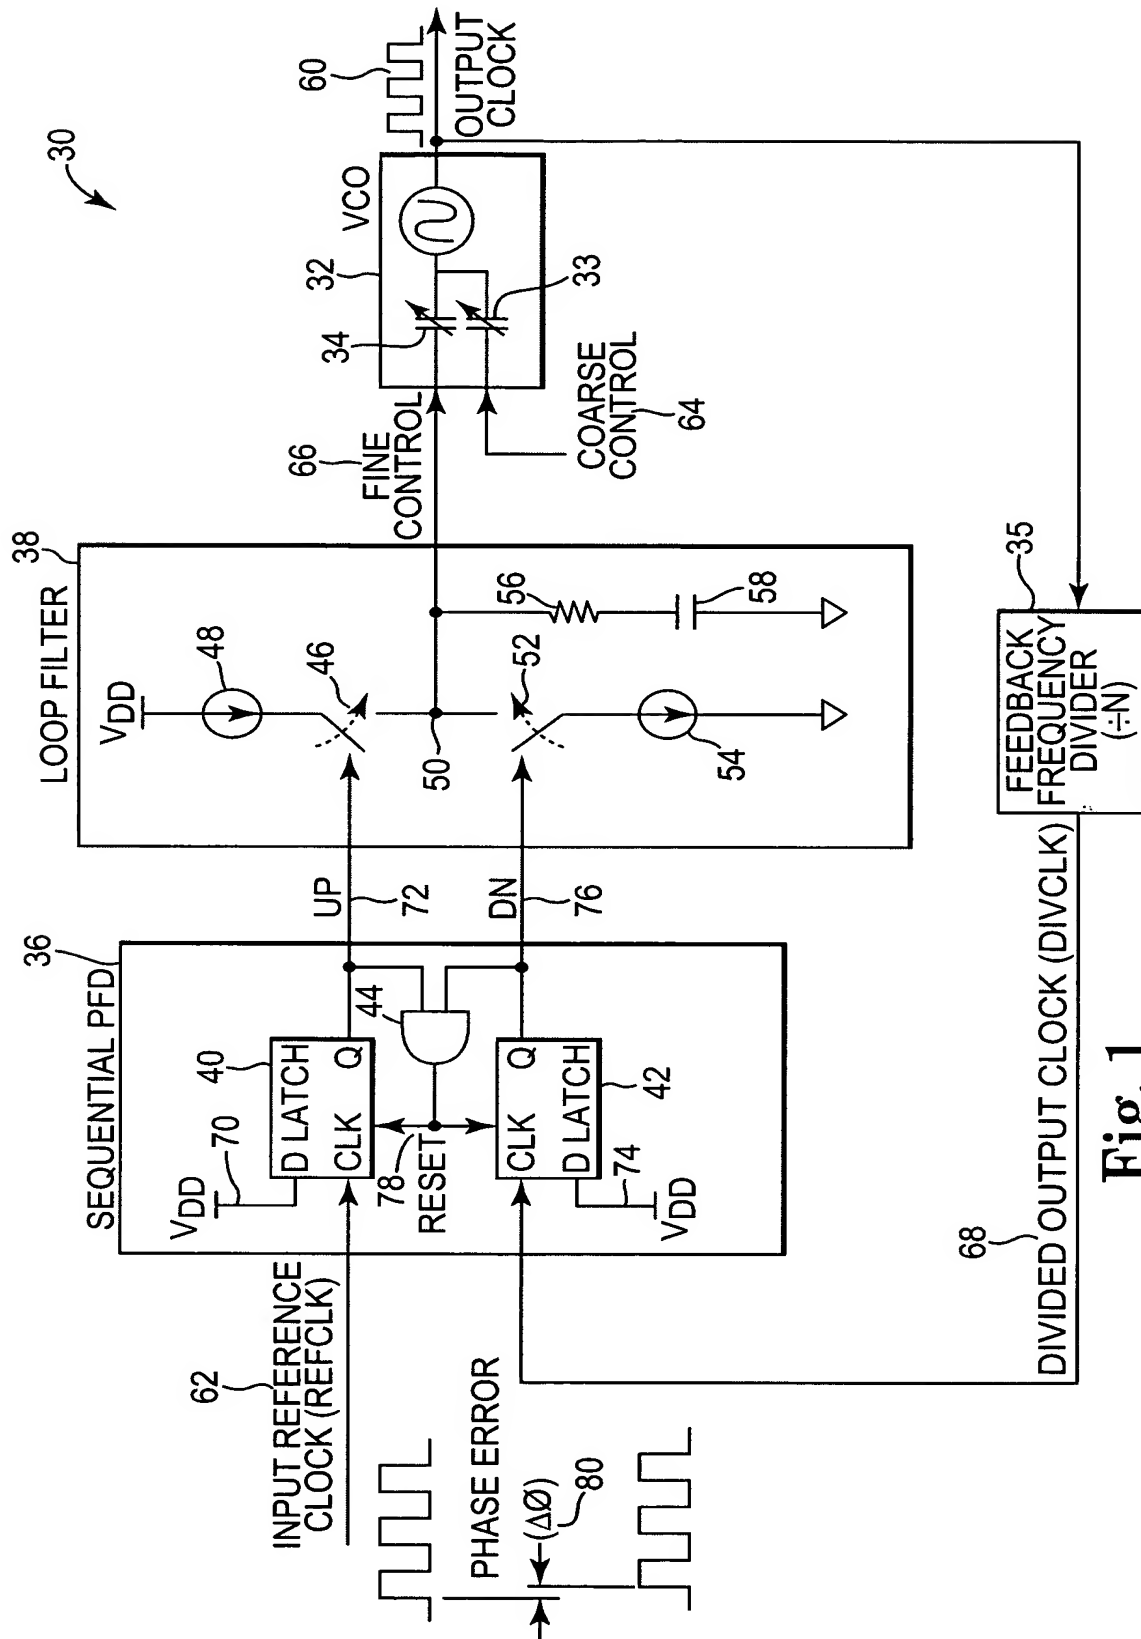 30
SEQUENTIAL PFD
36
LOOP FILTER
38
VDD
70
D LATCH
40
CLK
Q
44
78
RESET
CLK
Q
D LATCH
42
74
VDD
UP
72
DN
76
VDD
48
46
50
52
54
56
58
66
FINE
CONTROL
COARSE
CONTROL
64
32
VCO
34
33
60
OUTPUT
CLOCK
62
INPUT REFERENCE
CLOCK (REFCLK)
PHASE ERROR
(ΔØ)
80
68
DIVIDED OUTPUT CLOCK (DIVCLK)
35
FEEDBACK
FREQUENCY
DIVIDER
(÷N)
Fig. 1